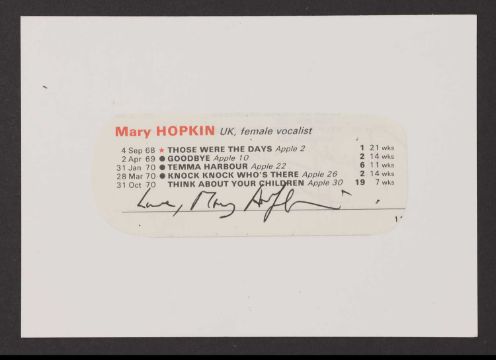 Mary HOPKIN UK, female vocalist
4 Sep 68 ★ THOSE WERE THE DAYS Apple 2 1 21 wks
2 Apr 69 ● GOODBYE Apple 10 2 14 wks
31 Jan 70 ● TEMMA HARBOUR Apple 22 6 11 wks
28 Mar 70 ● KNOCK KNOCK WHO'S THERE Apple 26 2 14 wks
31 Oct 70 THINK ABOUT YOUR CHILDREN Apple 30 19 7 wks
Love, Mary Hopkin